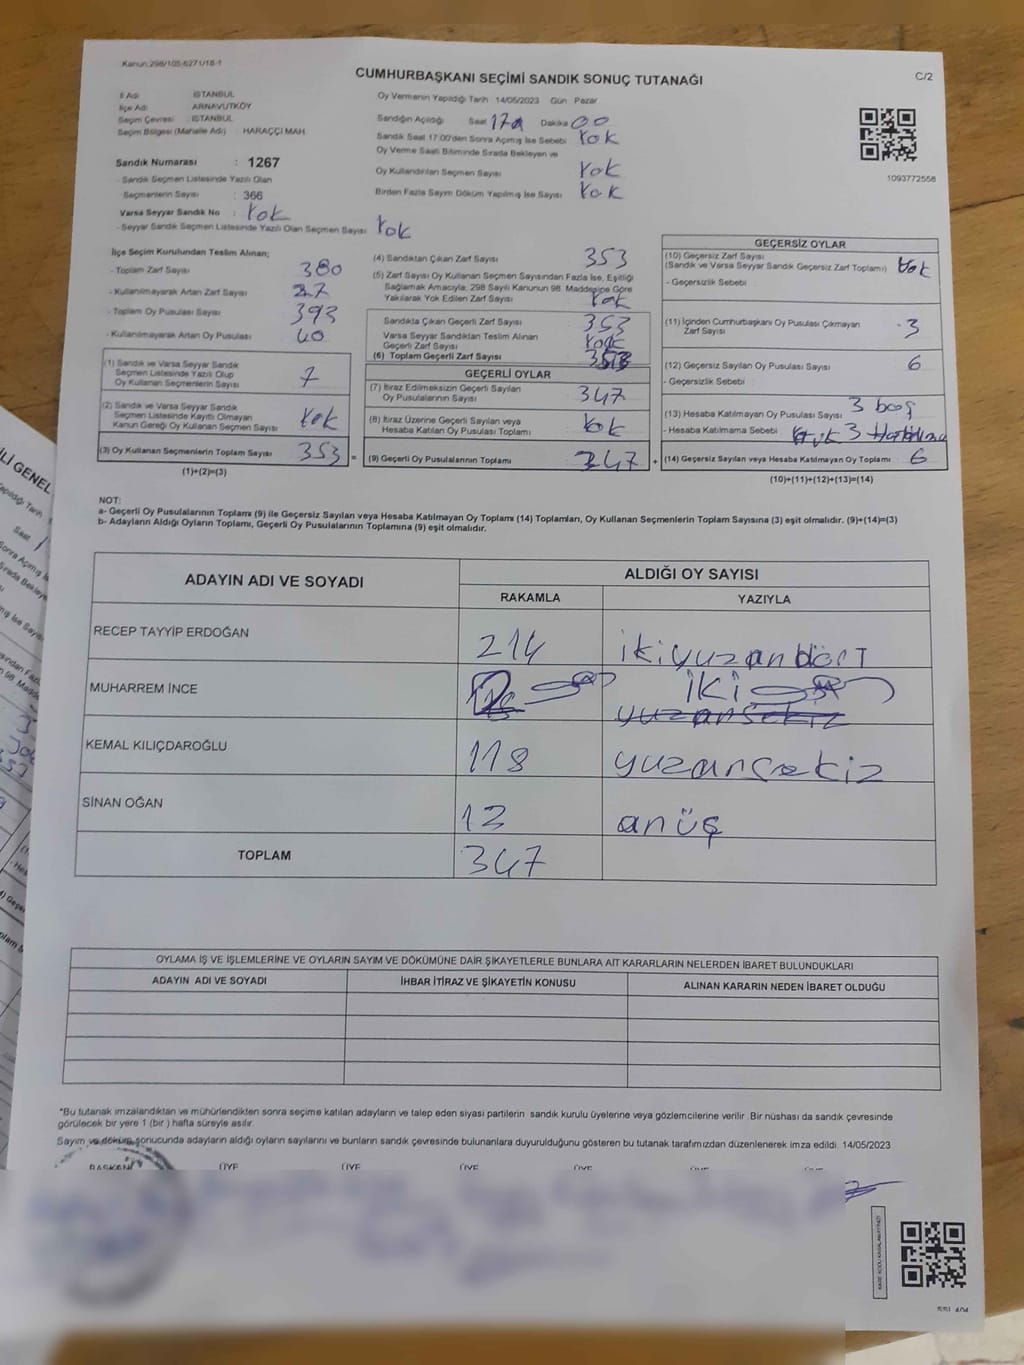 Kanun:298/105:6271/18-1
CUMHURBAŞKANI SEÇİMİ SANDIK SONUÇ TUTANAĞI
C/2
İl Adı : İSTANBUL
İlçe Adı : ARNAVUTKÖY
Seçim Çevresi : İSTANBUL
Seçim Bölgesi (Mahalle Adı) : HARAÇÇI MAH.
Sandık Numarası : 1267
- Sandık Seçmen Listesinde Yazılı Olan
Seçmenlerin Sayısı : 366
Varsa Seyyar Sandık No : Yok
- Seyyar Sandık Seçmen Listesinde Yazılı Olan Seçmen Sayısı Yok
Oy Vermenin Yapıldığı Tarih 14/05/2023 Gün Pazar
Sandığın Açıldığı Saat 17 Dakika 00
Sandık Saat 17:00'den Sonra Açılmış İse Sebebi Yok
Oy Verme Saati Bitiminde Sırada Bekleyen ve
Oy Kullandırılan Seçmen Sayısı Yok
Birden Fazla Sayım Döküm Yapılmış İse Sayısı Yok
1093772558
İlçe Seçim Kurulundan Teslim Alınan;
- Toplam Zarf Sayısı 380
- Kullanılmayarak Artan Zarf Sayısı 27
- Toplam Oy Pusulası Sayısı 393
- Kullanılmayarak Artan Oy Pusulası 40
(1) Sandık ve Varsa Seyyar Sandık
Seçmen Listesinde Yazılı Olup
Oy Kullanan Seçmenlerin Sayısı 7
(2) Sandık ve Varsa Seyyar Sandık
Seçmen Listesinde Kayıtlı Olmayan
Kanun Gereği Oy Kullanan Seçmen Sayısı Yok
(3) Oy Kullanan Seçmenlerin Toplam Sayısı 353 =
(1)+(2)=(3)
(4) Sandıktan Çıkan Zarf Sayısı 353
(5) Zarf Sayısı Oy Kullanan Seçmen Sayısından Fazla İse, Eşitliği
Sağlamak Amacıyla, 298 Sayılı Kanunun 98. Maddesine Göre
Yakılarak Yok Edilen Zarf Sayısı Yok
Sandıkta Çıkan Geçerli Zarf Sayısı 353
Varsa Seyyar Sandıktan Teslim Alınan
Geçerli Zarf Sayısı Yok
(6) Toplam Geçerli Zarf Sayısı
GEÇERLİ OYLAR
(7) İtiraz Edilmeksizin Geçerli Sayılan
Oy Pusulalarının Sayısı 347
(8) İtiraz Üzerine Geçerli Sayılan veya
Hesaba Katılan Oy Pusulası Toplamı Yok
(9) Geçerli Oy Pusulalarının Toplamı 347 +
GEÇERSİZ OYLAR
(10) Geçersiz Zarf Sayısı
(Sandık ve Varsa Seyyar Sandık Geçersiz Zarf Toplamı) Yok
- Geçersizlik Sebebi
(11) İçinden Cumhurbaşkanı Oy Pusulası Çıkmayan
Zarf Sayısı 3
(12) Geçersiz Sayılan Oy Pusulası Sayısı 6
- Geçersizlik Sebebi
(13) Hesaba Katılmayan Oy Pusulası Sayısı 3 boş
- Hesaba Katılmama Sebebi 3
(14) Geçersiz Sayılan veya Hesaba Katılmayan Oy Toplamı 6
(10)+(11)+(12)+(13)=(14)
NOT:
a- Geçerli Oy Pusulasının Toplamı (9) ile Geçersiz Sayılan veya Hesaba Katılmayan Oy Toplamı (14) Toplamları, Oy Kullanan Seçmenlerin Toplam Sayısına (3) eşit olmalıdır. (9)+(14)=(3)
b- Adayların Aldığı Oyların Toplamı, Geçerli Oy Pusulalarının Toplamına (9) eşit olmalıdır.
ADAYIN ADI VE SOYADI ALDIĞI OY SAYISI
RAKAMLA YAZIYLA
RECEP TAYYİP ERDOĞAN 214 ikiyuzandört
MUHARREM İNCE 2 iki
yuzansekiz
KEMAL KILIÇDAROĞLU 118 yuzansekiz
SİNAN OĞAN 13 anüş
TOPLAM 347
OYLAMA İŞ VE İŞLEMLERİNE VE OYLARIN SAYIM VE DÖKÜMÜNE DAİR ŞİKAYETLERLE BUNLARA AİT KARARLARIN NELERDEN İBARET BULUNDUKLARI
ADAYIN ADI VE SOYADI İHBAR İTİRAZ VE ŞİKAYETİN KONUSU ALINAN KARARIN NEDEN İBARET OLDUĞU
*Bu tutanak imzalandıktan ve mühürlendikten sonra seçime katılan adayların ve talep eden siyasi partilerin sandık kurulu üyelerine veya gözlemcilerine verilir. Bir nüshası da sandık çevresinde
görülecek bir yere 1 (bir) hafta süreyle asılır.
Sayım ve döküm sonucunda adayların aldığı oyların sayılarını ve bunların sandık çevresinde bulunanlara duyurulduğunu gösteren bu tutanak tarafımızdan düzenlenerek imza edildi. 14/05/2023
BAŞKAN ÜYE ÜYE ÜYE ÜYE ÜYE ÜYE